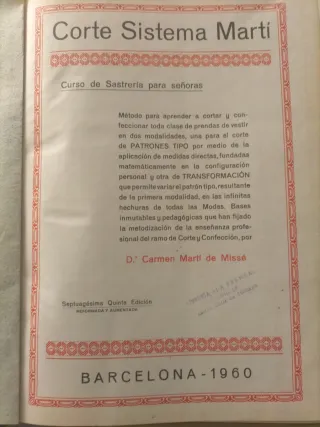 Corte Sistema Martí
Curso de Sastrería para señoras
Método para aprender a cortar y con-
feccionar toda clase de prendas de vestir
en dos modalidades, una para el corte
de PATRONES TIPO por medio de la
aplicación de medidas directas, fundadas
matemáticamente en la configuración
personal y otra de TRANSFORMACIÓN
que permite variar el patrón tipo, resultante
de la primera modalidad, en las infinitas
hechuras de todas las Modas. Bases
inmutables y pedagógicas que han fijado
la metodización de la enseñanza profe-
sional del ramo de Corte y Confección, por
D.ª Carmen Martí de Missé
Septuagésima Quinta Edición
REFORMADA Y AUMENTADA
BARCELONA - 1960